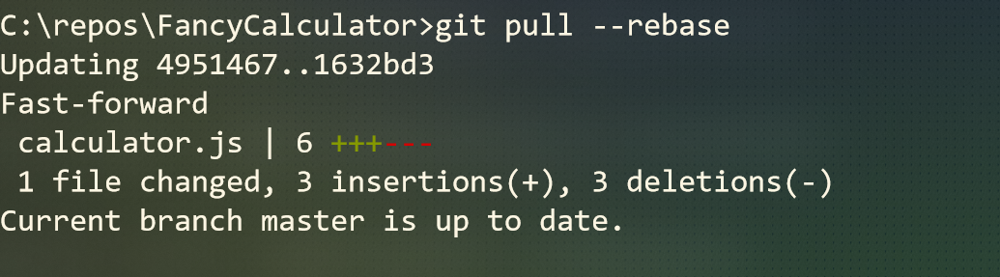 C:\repos\FancyCalculator>git pull --rebase
Updating 4951467..1632bd3
Fast-forward
 calculator.js | 6 +++---
 1 file changed, 3 insertions(+), 3 deletions(-)
Current branch master is up to date.